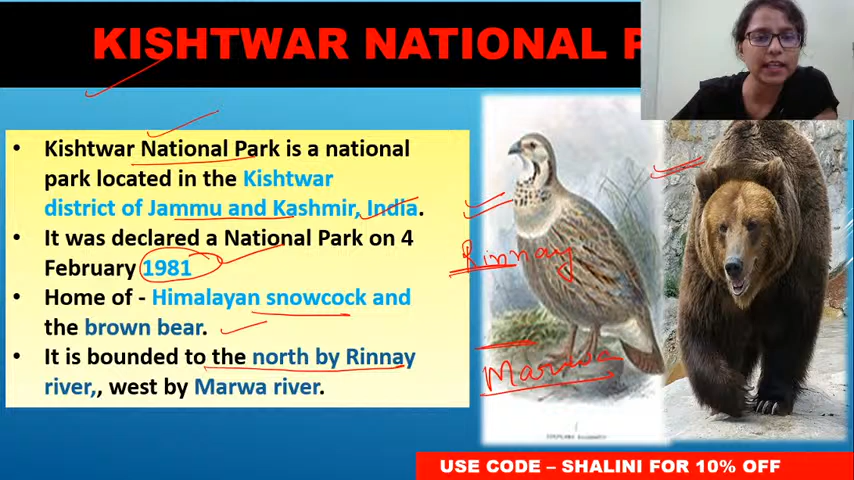 KISHTWAR NATIONAL P
• Kishtwar National Park is a national
park located in the Kishtwar
district of Jammu and Kashmir, India.
• It was declared a National Park on 4
February 1981
• Home of - Himalayan snowcock and
the brown bear.
• It is bounded to the north by Rinnay
river,, west by Marwa river.
Rinnay
Marwa
USE CODE – SHALINI FOR 10% OFF